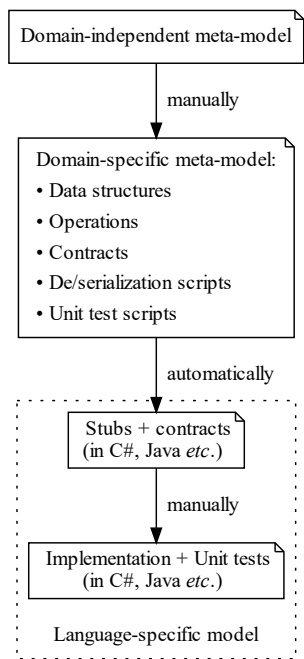 Domain-independent meta-model
manually
Domain-specific meta-model:
• Data structures
• Operations
• Contracts
• De/serialization scripts
• Unit test scripts
automatically
Stubs + contracts
(in C#, Java etc.)
manually
Implementation + Unit tests
(in C#, Java etc.)
Language-specific model